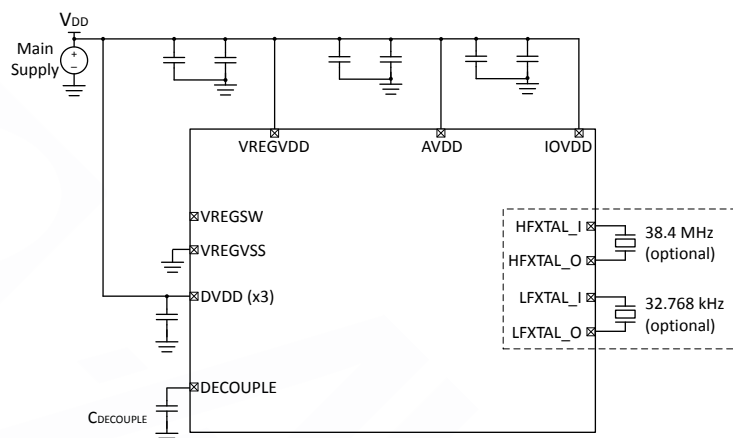 VDD
Main
Supply
+
−
VREGVDD
AVDD
IOVDD
VREGSW
VREGVSS
DVDD (x3)
DECOUPLE
CDECOUPLE
HFXTAL_I
HFXTAL_O
LFXTAL_I
LFXTAL_O
38.4 MHz
(optional)
32.768 kHz
(optional)